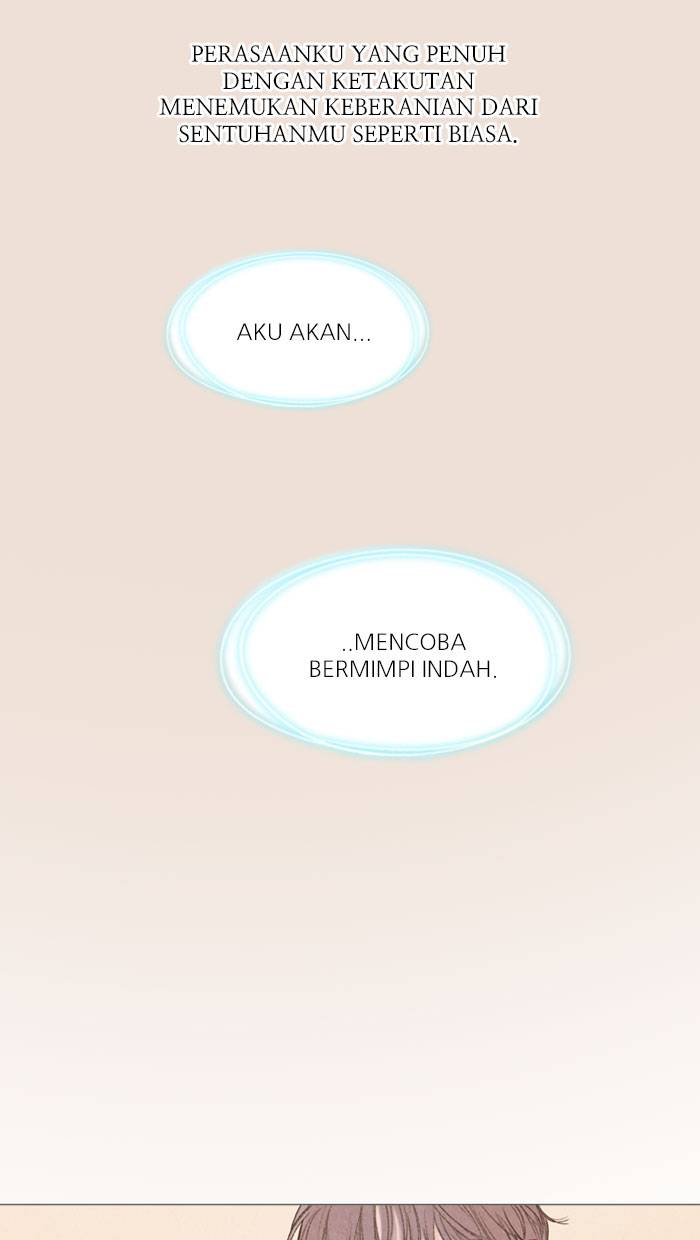 PERASAANKU YANG PENUH
DENGAN KETAKUTAN
MENEMUKAN KEBERANIAN DARI
SENTUHANMU SEPERTI BIASA.
AKU AKAN...
..MENCOBA
BERMIMPI INDAH.